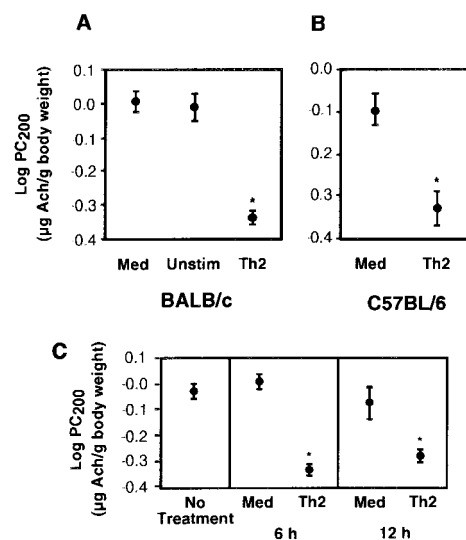 A
Log PC200
(µg Ach/g body weight)
0.1
0.0
-0.1
-0.2
-0.3
-0.4
*
Med Unstim Th2
BALB/c
B
0.0
-0.1
-0.2
-0.3
-0.4
*
Med Th2
C57BL/6
C
Log PC200
(µg Ach/g body weight)
0.1
0.0
-0.1
-0.2
-0.3
-0.4
*
*
No
Treatment
Med Th2
6 h
Med Th2
12 h